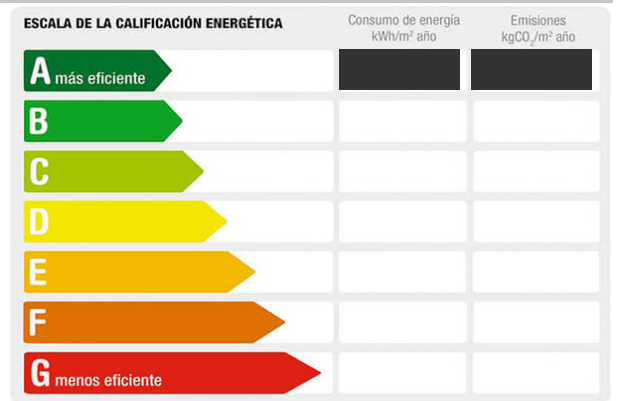 ESCALA DE LA CALIFICACIÓN ENERGÉTICA
Consumo de energía
kWh/m² año
Emisiones
kgCO₂/m² año
A más eficiente
B
C
D
E
F
G menos eficiente